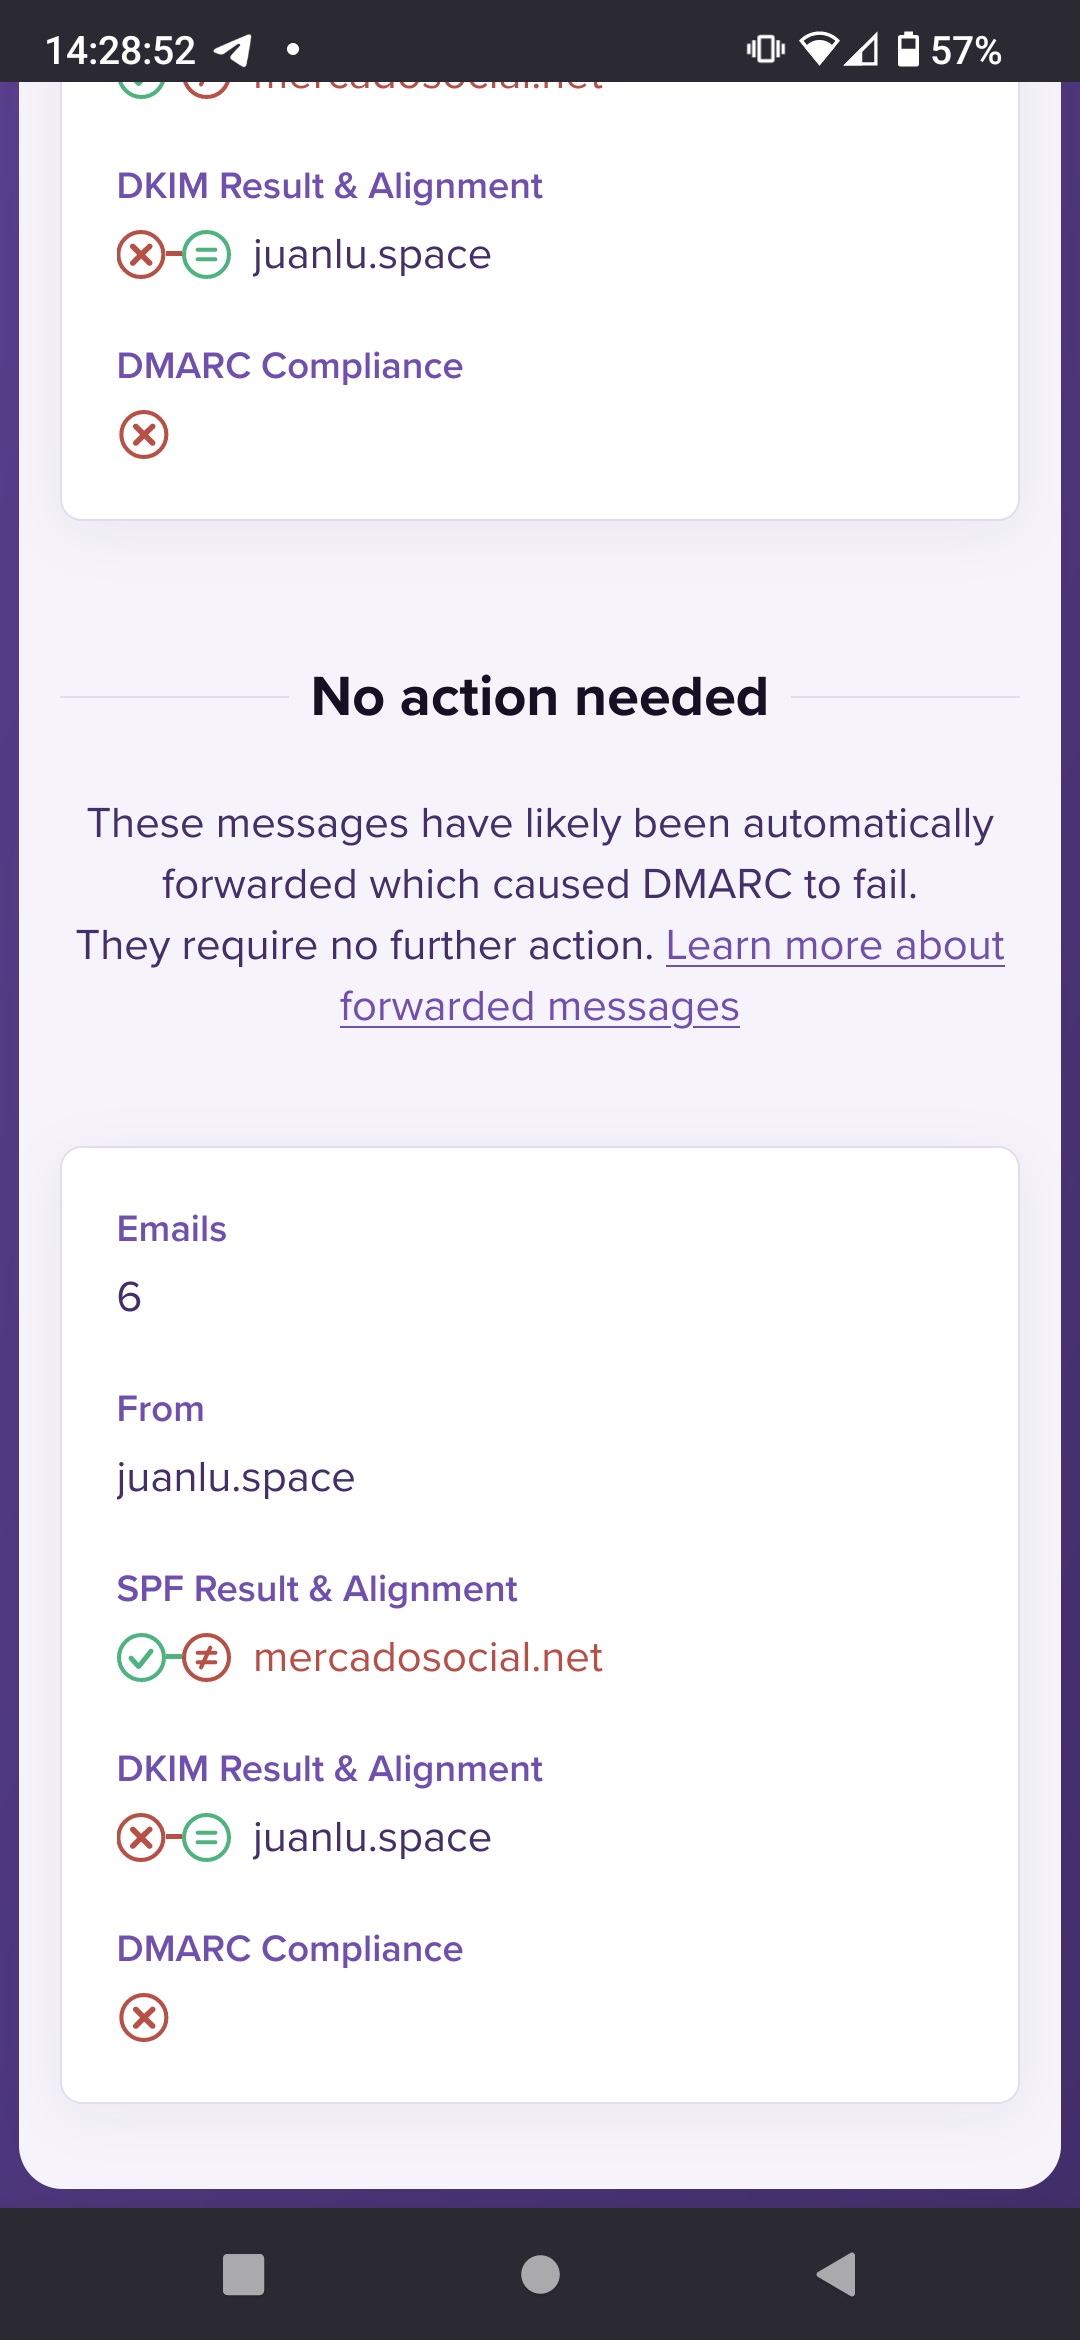 14:28:52
57%
mercadosocial.net
DKIM Result & Alignment
juanlu.space
DMARC Compliance
No action needed
These messages have likely been automatically
forwarded which caused DMARC to fail.
They require no further action. Learn more about
forwarded messages
Emails
6
From
juanlu.space
SPF Result & Alignment
mercadosocial.net
DKIM Result & Alignment
juanlu.space
DMARC Compliance